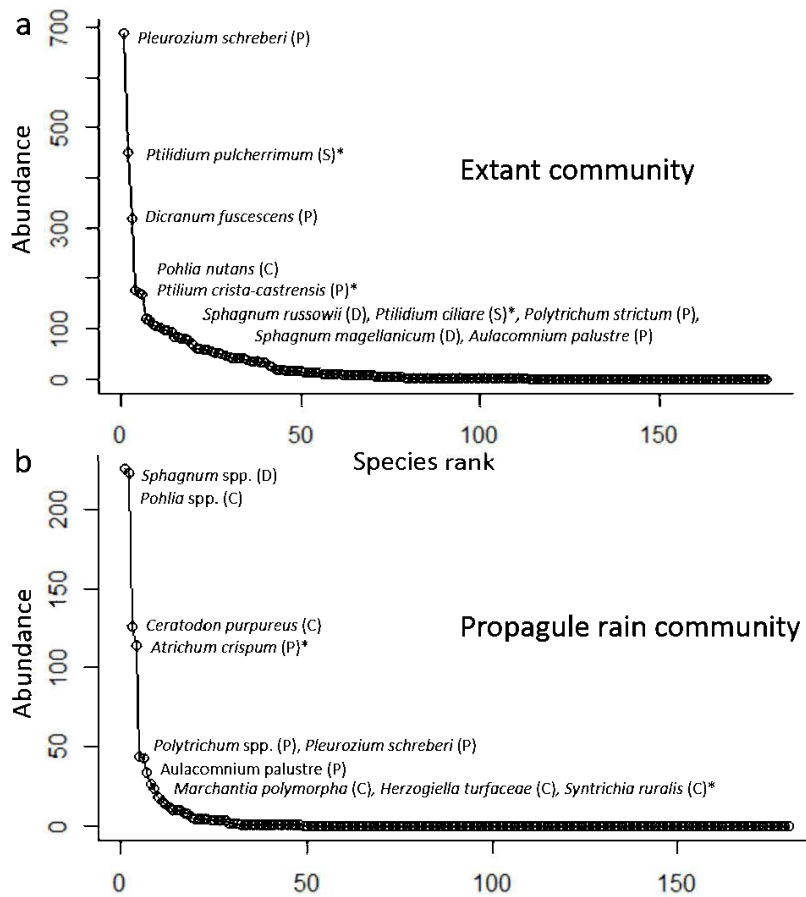 a
700
Pleurozium schreberi (P)
500
Ptilidium pulcherrimum (S)*
Extant community
Abundance
Dicranum fuscescens (P)
300
Pohlia nutans (C)
Ptilium crista-castrensis (P)*
Sphagnum russowii (D), Ptilidium ciliare (S)*, Polytrichum strictum (P),
Sphagnum magellanicum (D), Aulacomnium palustre (P)
100
0
0 50 100 150
Species rank
b
Sphagnum spp. (D)
Pohlia spp. (C)
200
150
Ceratodon purpureus (C)
Atrichum crispum (P)*
Propagule rain community
Abundance
100
Polytrichum spp. (P), Pleurozium schreberi (P)
50
Aulacomnium palustre (P)
Marchantia polymorpha (C), Herzogiella turfaceae (C), Syntrichia ruralis (C)*
0
0 50 100 150